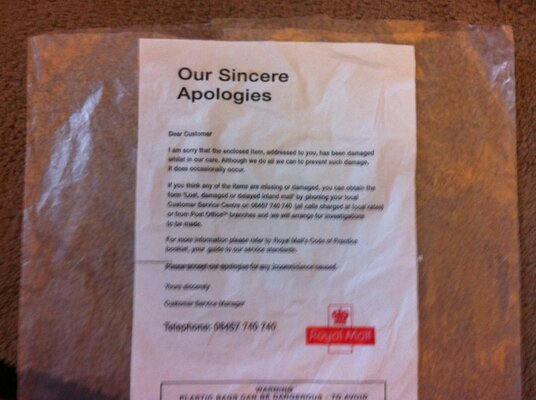 Our Sincere
Apologies
Dear Customer
I am sorry that the enclosed item, addressed to you, has been damaged
whilst in our care. Although we do all we can to prevent such damage,
it does occasionally occur.
If you think any of the items are missing or damaged, you can obtain the
form 'Lost, damaged or delayed inland mail' by phoning your local
Customer Service Centre on 08457 740 740 (all calls charged at local rates)
or from Post Office™ branches and we will arrange for investigations
to be made.
For more information please refer to Royal Mail's Code of Practice
booklet, your guide to our service standards.
Please accept our apologies for any inconvenience caused.
Yours sincerely
Customer Service Manager
Telephone: 08457 740 740
Royal Mail
WARNING
PLASTIC BAGS CAN BE DANGEROUS - TO AVOID